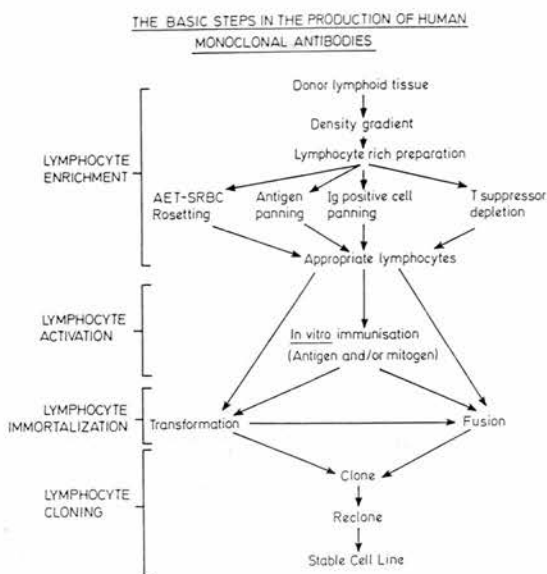 THE BASIC STEPS IN THE PRODUCTION OF HUMAN
MONOCLONAL ANTIBODIES
Donor lymphoid tissue
Density gradient
Lymphocyte rich preparation
LYMPHOCYTE
ENRICHMENT
AET-SRBC
Rosetting
Antigen
panning
Ig positive cell
panning
T suppressor
depletion
Appropriate lymphocytes
LYMPHOCYTE
ACTIVATION
In vitro immunisation
(Antigen and/or mitogen)
LYMPHOCYTE
IMMORTALIZATION
Transformation
Fusion
LYMPHOCYTE
CLONING
Clone
Reclone
Stable Cell Line